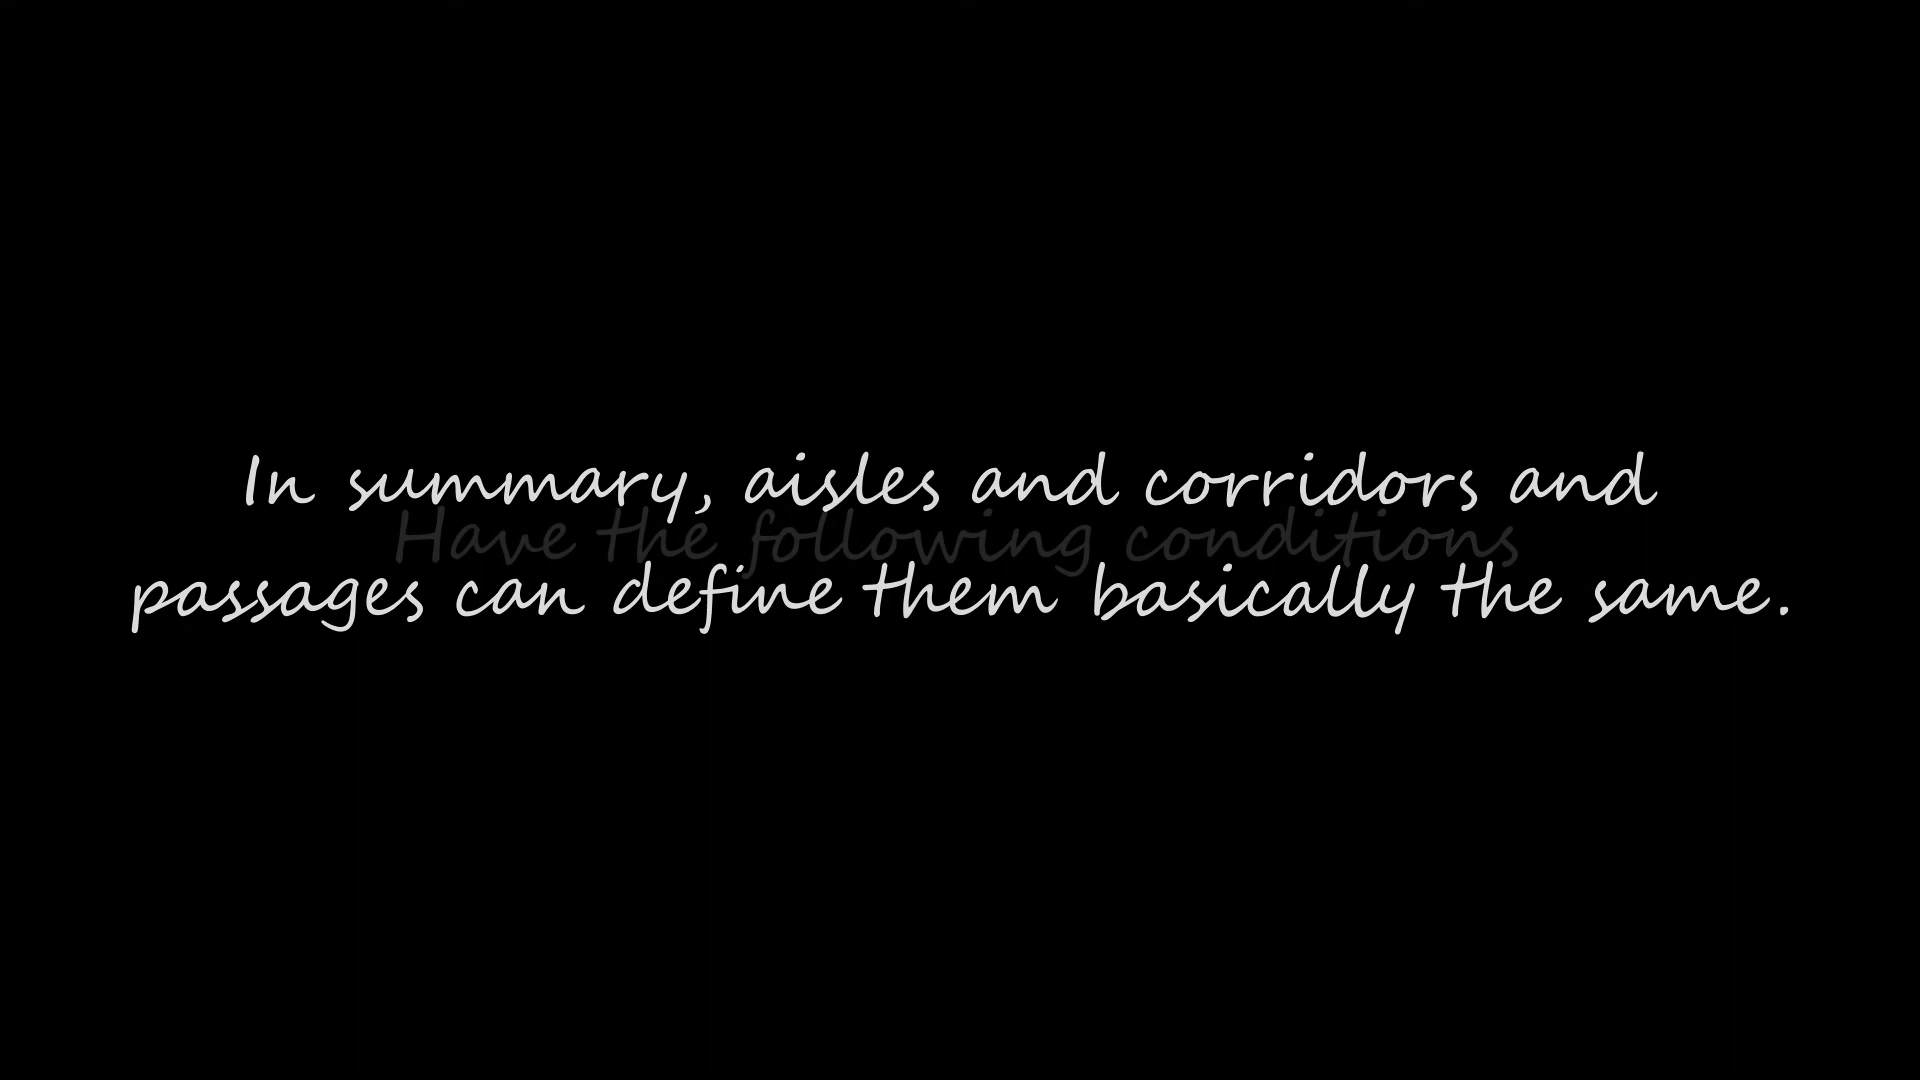 In summary, aisles and corridors and
Have the following conditions
passages can define them basically the same.